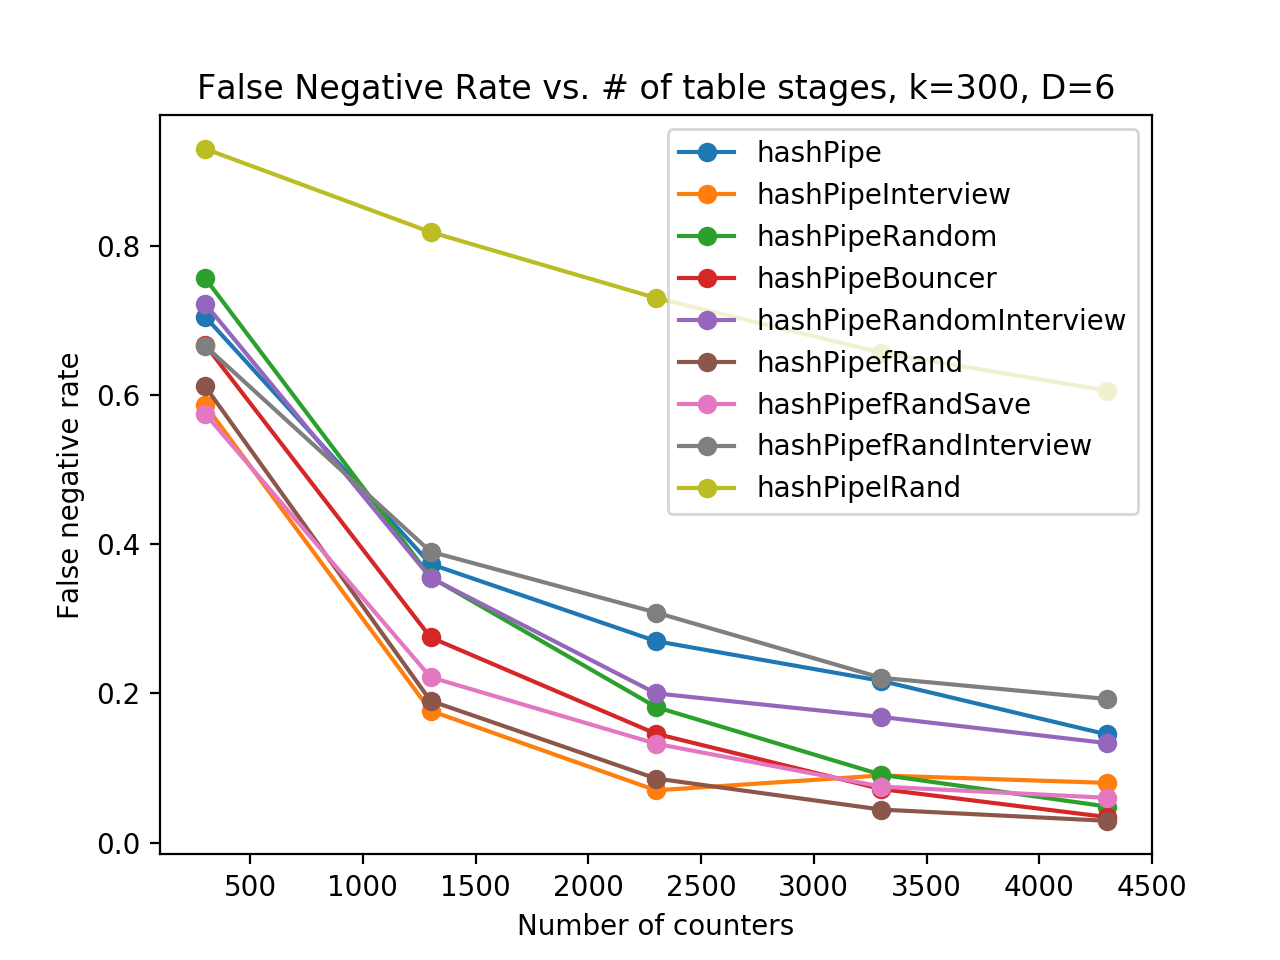 False Negative Rate vs. # of table stages, k=300, D=6
hashPipe
hashPipeInterview
hashPipeRandom
hashPipeBouncer
hashPipeRandomInterview
hashPipefRand
hashPipefRandSave
hashPipefRandInterview
hashPipelRand
False negative rate
0.8
0.6
0.4
0.2
0.0
500 1000 1500 2000 2500 3000 3500 4000 4500
Number of counters